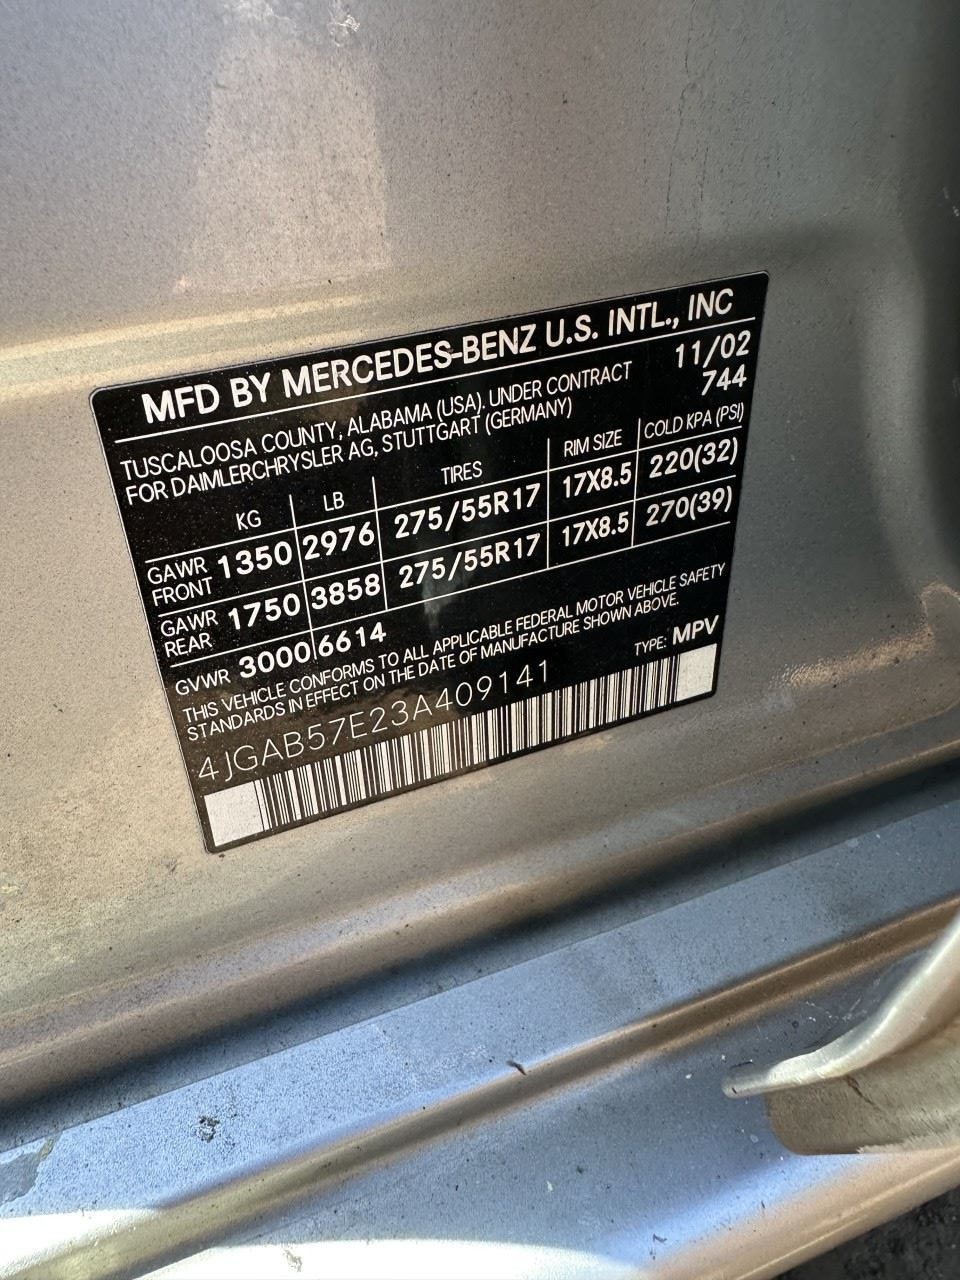 MFD BY MERCEDES-BENZ U.S. INTL., INC
TUSCALOOSA COUNTY, ALABAMA (USA). UNDER CONTRACT 11/02
FOR DAIMLERCHRYSLER AG, STUTTGART (GERMANY) 744
KG LB TIRES RIM SIZE COLD KPA (PSI)
GAWR FRONT 1350 2976 275/55R17 17X8.5 220(32)
GAWR REAR 1750 3858 275/55R17 17X8.5 270(39)
GVWR 3000 6614
THIS VEHICLE CONFORMS TO ALL APPLICABLE FEDERAL MOTOR VEHICLE SAFETY
STANDARDS IN EFFECT ON THE DATE OF MANUFACTURE SHOWN ABOVE.
4JGAB57E23A409141 TYPE: MPV